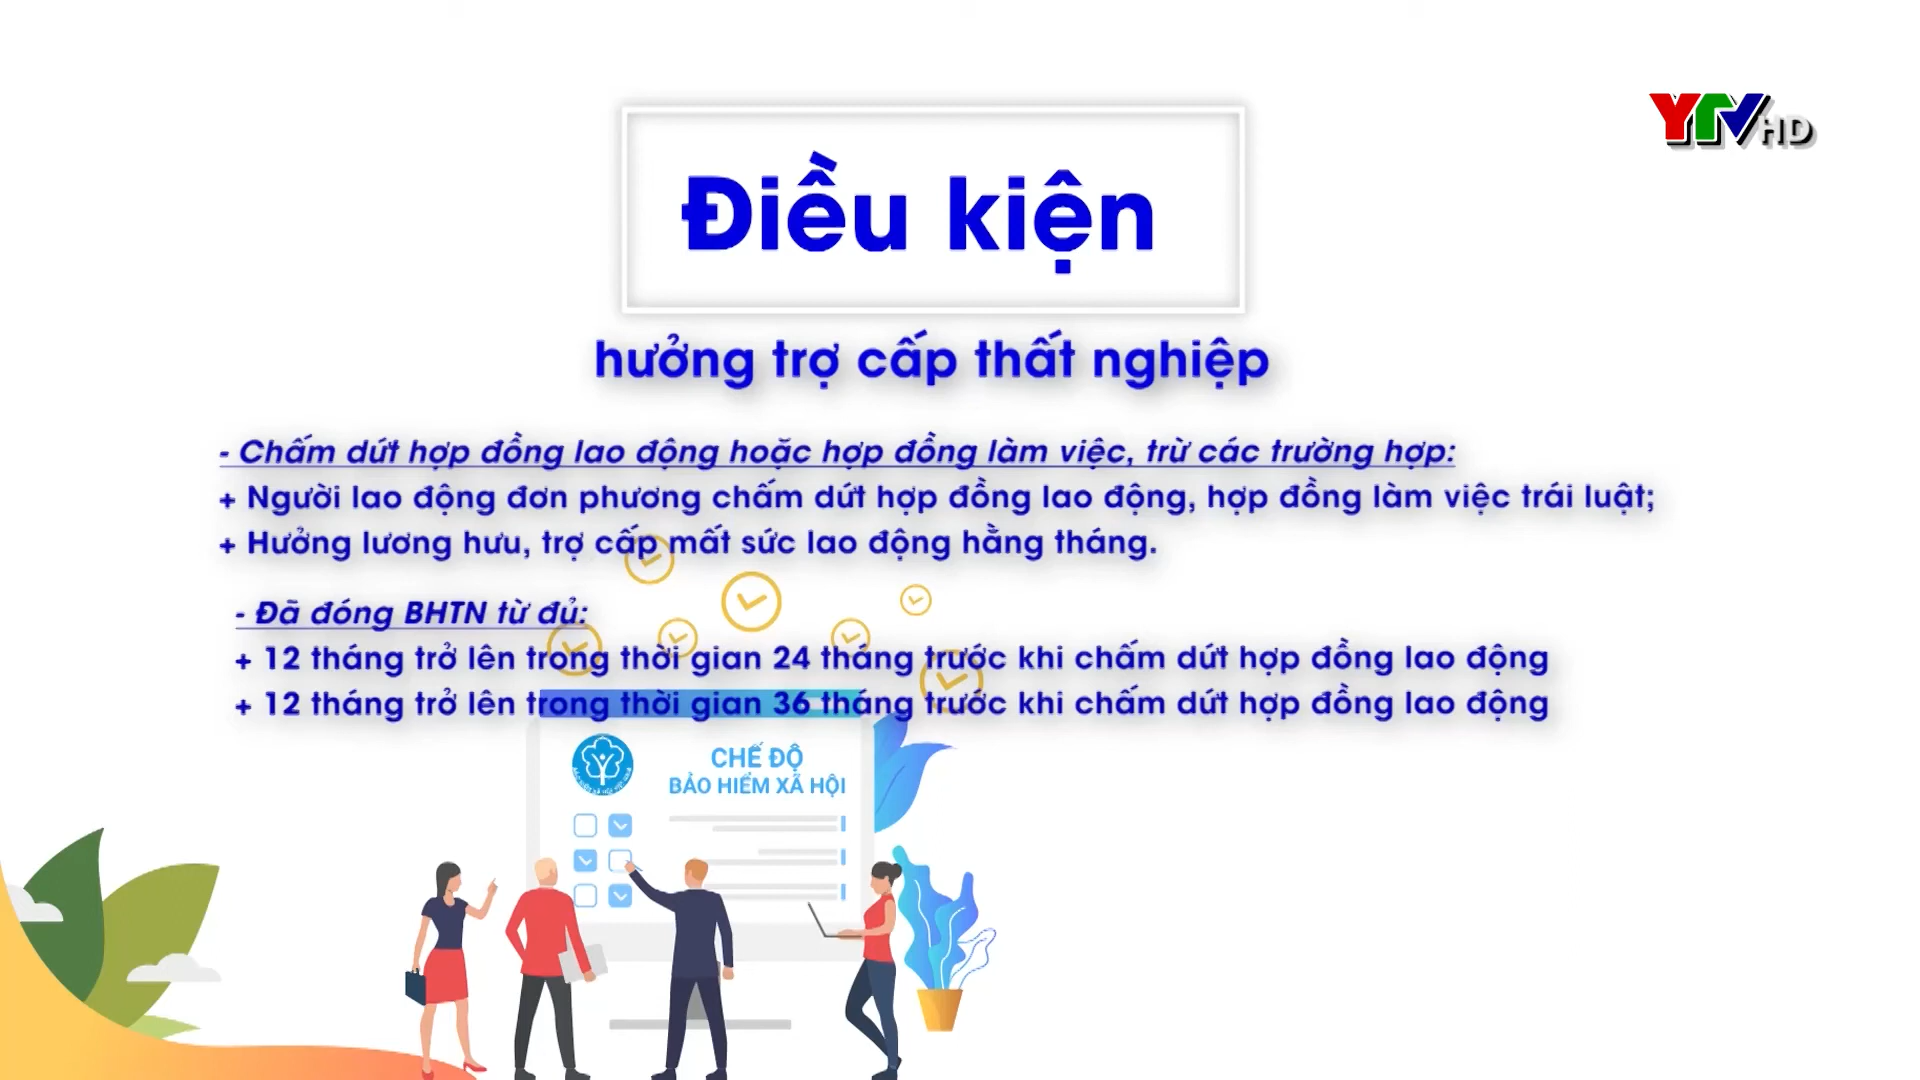 YTV HD
Điều kiện
hưởng trợ cấp thất nghiệp
- Chấm dứt hợp đồng lao động hoặc hợp đồng làm việc, trừ các trường hợp:
+ Người lao động đơn phương chấm dứt hợp đồng lao động, hợp đồng làm việc trái luật;
+ Hưởng lương hưu, trợ cấp mất sức lao động hằng tháng.
- Đã đóng BHTN từ đủ:
+ 12 tháng trở lên trong thời gian 24 tháng trước khi chấm dứt hợp đồng lao động
+ 12 tháng trở lên trong thời gian 36 tháng trước khi chấm dứt hợp đồng lao động
CHẾ ĐỘ
BẢO HIỂM XÃ HỘI